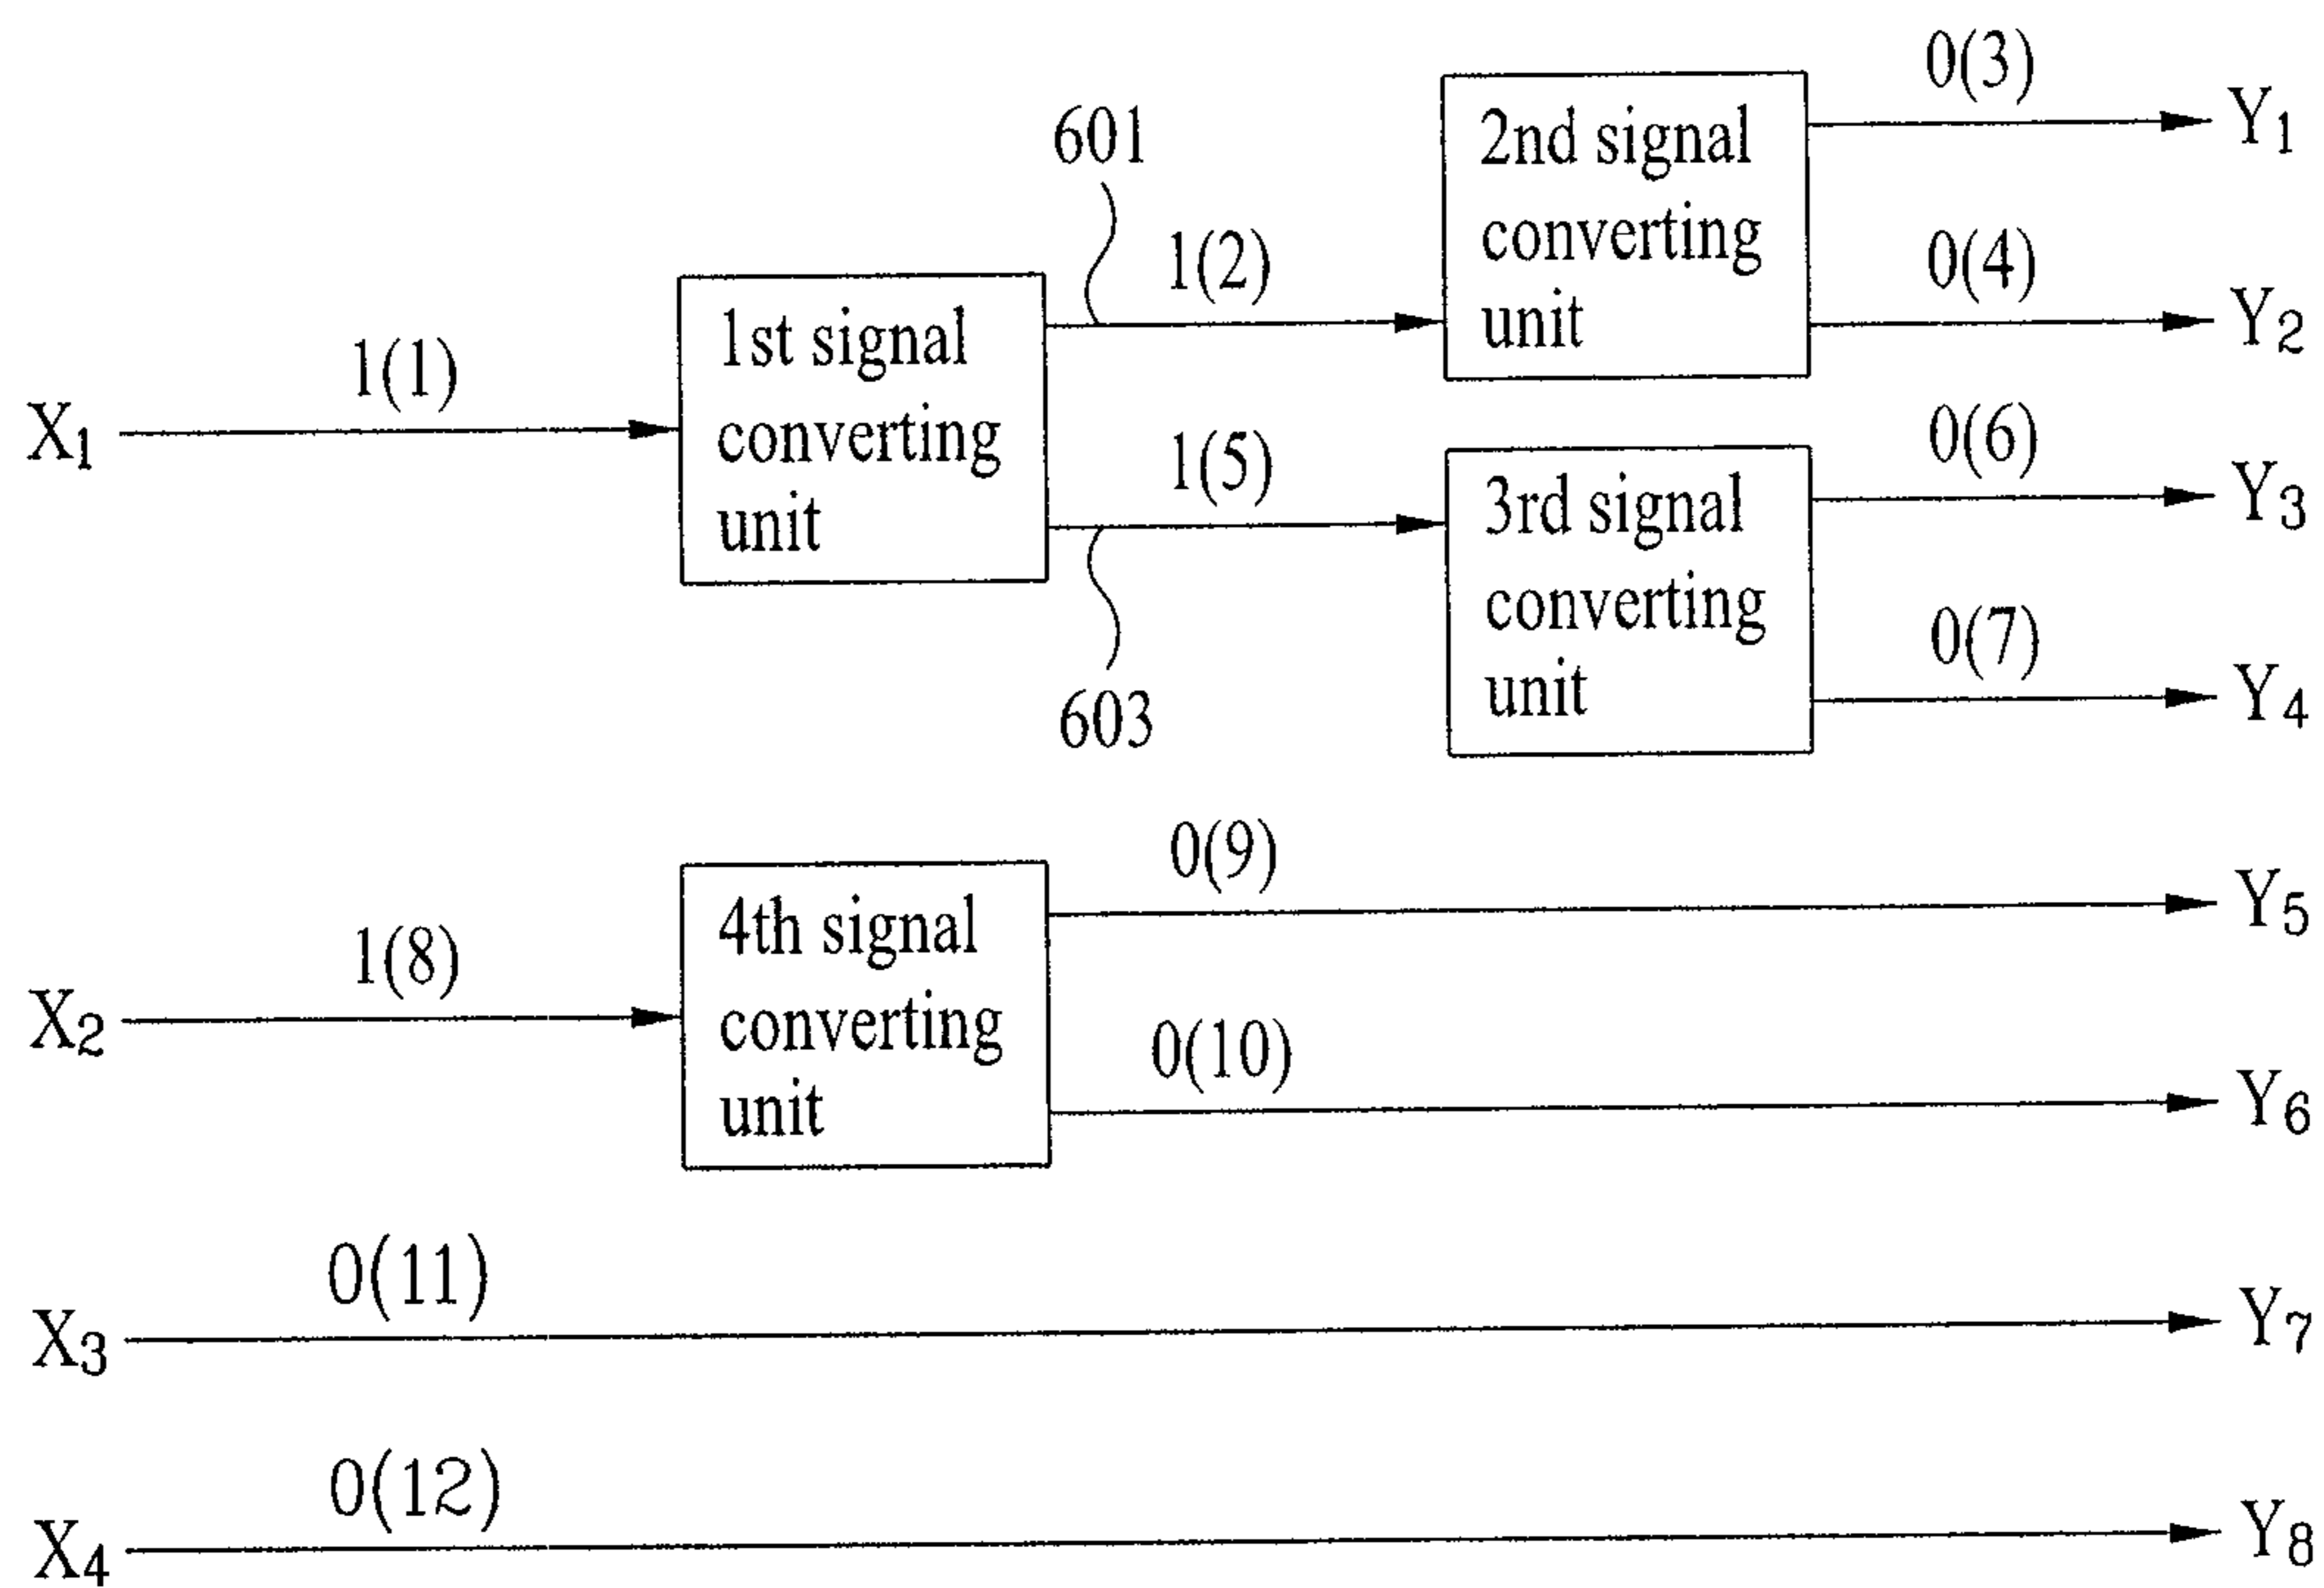 0(3)
Y1
601
2nd signal
converting
unit
1(2)
0(4)
Y2
1(1)
X1
1st signal
converting
unit
1(5)
603
3rd signal
converting
unit
0(6)
Y3
0(7)
Y4
0(9)
Y5
1(8)
X2
4th signal
converting
unit
0(10)
Y6
0(11)
X3
Y7
0(12)
X4
Y8